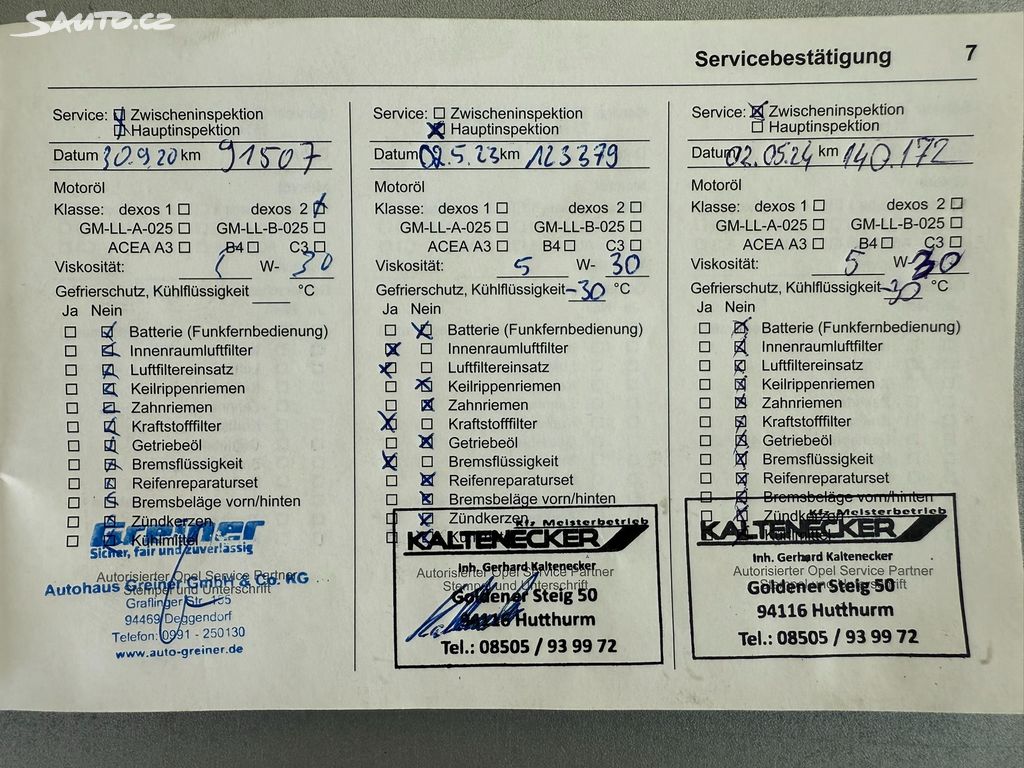 Sauto.cz
Servicebestätigung 7
Service: Zwischeninspektion
Hauptinspektion
Datum 30.9.20 km 91507
Motoröl
Klasse: dexos 1 dexos 2
GM-LL-A-025 GM-LL-B-025
ACEA A3 B4 C3
Viskosität: W- 30
Gefrierschutz, Kühlflüssigkeit °C
Ja Nein
Batterie (Funkfernbedienung)
Innenraumluftfilter
Luftfiltereinsatz
Keilrippenriemen
Zahnriemen
Kraftstofffilter
Getriebeöl
Bremsflüssigkeit
Reifenreparaturset
Bremsbeläge vorn/hinten
Zündkerzen
Kühlmittel
Greiner
Sicher, fair und zuverlässig
Autorisierter Opel Service Partner
Autohaus Greiner GmbH & Co. KG
Stempel und Unterschrift
Graflinger Str.
94469 Deggendorf
Telefon: 0991 - 250130
www.auto-greiner.de
Service: Zwischeninspektion
Hauptinspektion
Datum 02.5.23 km 123379
Motoröl
Klasse: dexos 1 dexos 2
GM-LL-A-025 GM-LL-B-025
ACEA A3 B4 C3
Viskosität: 5 W- 30
Gefrierschutz, Kühlflüssigkeit -30 °C
Ja Nein
Batterie (Funkfernbedienung)
Innenraumluftfilter
Luftfiltereinsatz
Keilrippenriemen
Zahnriemen
Kraftstofffilter
Getriebeöl
Bremsflüssigkeit
Reifenreparaturset
Bremsbeläge vorn/hinten
Zündkerzen
Kfz Meisterbetrieb
KALTENECKER
Inh. Gerhard Kaltenecker
Autorisierter Opel Service Partner
Stempel und Unterschrift
Goldener Steig 50
94116 Hutthurm
Tel.: 08505 / 93 99 72
Service: Zwischeninspektion
Hauptinspektion
Datum 02.05.24 km 140.172
Motoröl
Klasse: dexos 1 dexos 2
GM-LL-A-025 GM-LL-B-025
ACEA A3 B4 C3
Viskosität: 5 W- 30
Gefrierschutz, Kühlflüssigkeit -30 °C
Ja Nein
Batterie (Funkfernbedienung)
Innenraumluftfilter
Luftfiltereinsatz
Keilrippenriemen
Zahnriemen
Kraftstofffilter
Getriebeöl
Bremsflüssigkeit
Reifenreparaturset
Bremsbeläge vorn/hinten
Zündkerzen
Kfz Meisterbetrieb
KALTENECKER
Kühlmittel
Inh. Gerhard Kaltenecker
Autorisierter Opel Service Partner
Stempel und Unterschrift
Goldener Steig 50
94116 Hutthurm
Tel.: 08505 / 93 99 72